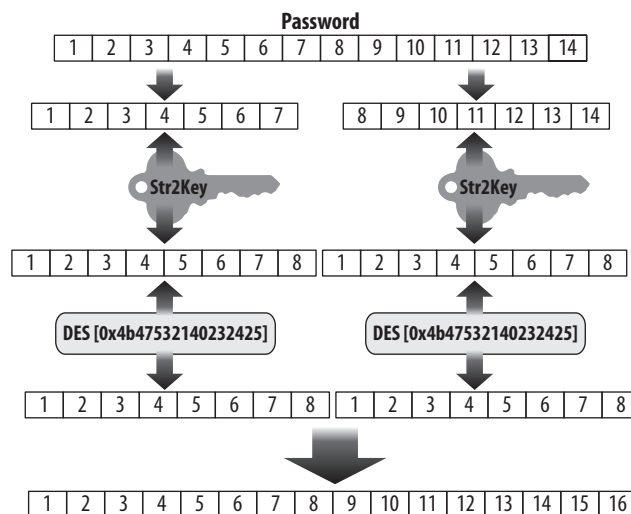 Password
1 2 3 4 5 6 7 8 9 10 11 12 13 14
1 2 3 4 5 6 7 8 9 10 11 12 13 14
Str2Key Str2Key
1 2 3 4 5 6 7 8 1 2 3 4 5 6 7 8
DES [0x4b47532140232425] DES [0x4b47532140232425]
1 2 3 4 5 6 7 8 1 2 3 4 5 6 7 8
1 2 3 4 5 6 7 8 9 10 11 12 13 14 15 16